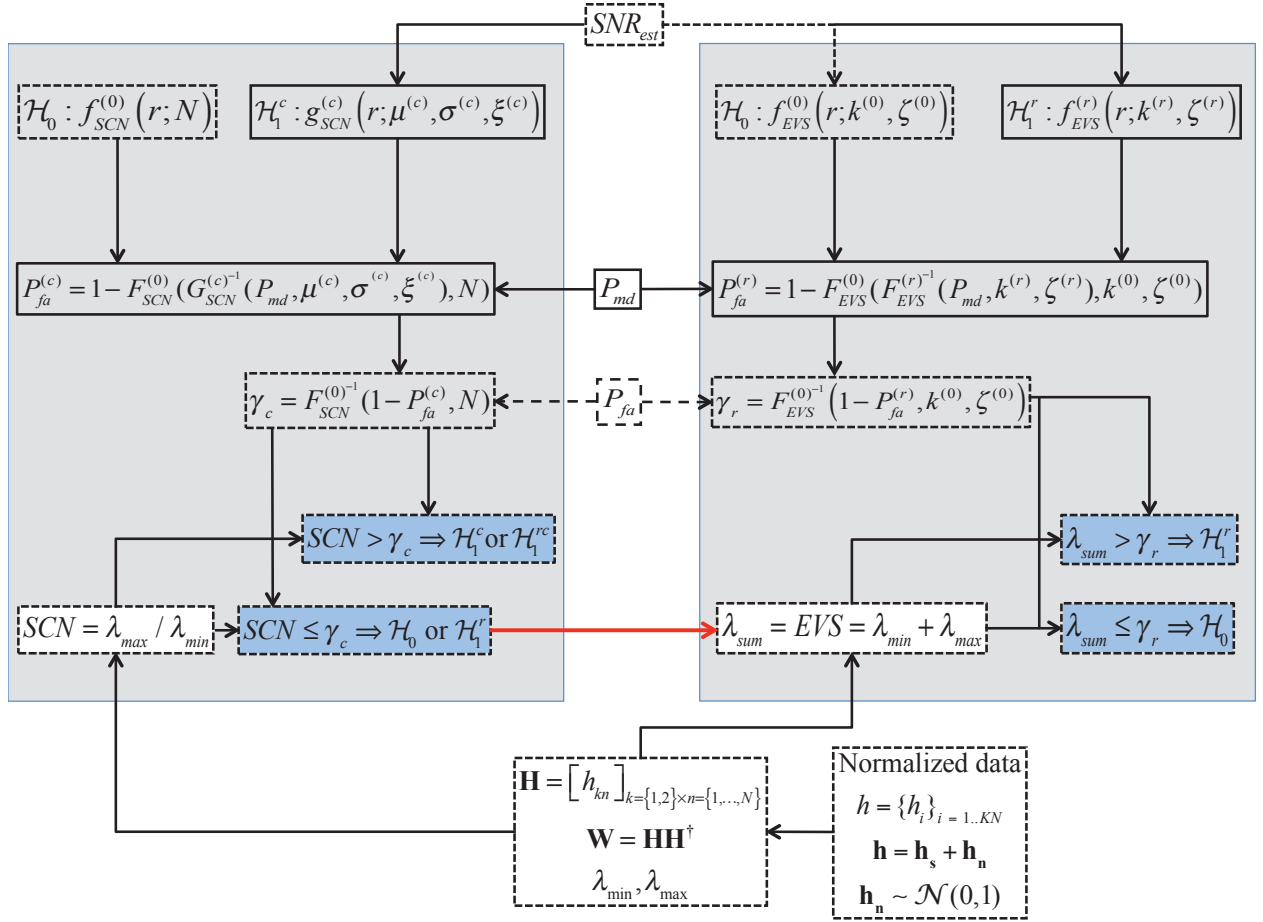 SNR_est
ℋ_0 : f_SCN^(0) (r; N)
ℋ_1^c : g_SCN^(c) (r; μ^(c), σ^(c), ξ^(c))
ℋ_0 : f_EVS^(0) (r; k^(0), ζ^(0))
ℋ_1^r : f_EVS^(r) (r; k^(r), ζ^(r))
P_fa^(c) = 1 − F_SCN^(0) (G_SCN^(c)^-1 (P_md, μ^(c), σ^(c), ξ^(c)), N)
P_md
P_fa^(r) = 1 − F_EVS^(0) (F_EVS^(r)^-1 (P_md, k^(r), ζ^(r)), k^(0), ζ^(0))
γ_c = F_SCN^(0)^-1 (1 − P_fa^(c), N)
P_fa
γ_r = F_EVS^(0)^-1 (1 − P_fa^(r), k^(0), ζ^(0))
SCN > γ_c ⇒ ℋ_1^c or ℋ_1^rc
λ_sum > γ_r ⇒ ℋ_1^r
SCN = λ_max / λ_min
SCN ≤ γ_c ⇒ ℋ_0 or ℋ_1^r
λ_sum = EVS = λ_min + λ_max
λ_sum ≤ γ_r ⇒ ℋ_0
H = [h_kn]_k={1,2}×n={1,…,N}
W = HH†
λ_min, λ_max
Normalized data
h = {h_i}_i = 1..KN
h = h_s + h_n
h_n ~ 𝒩(0,1)